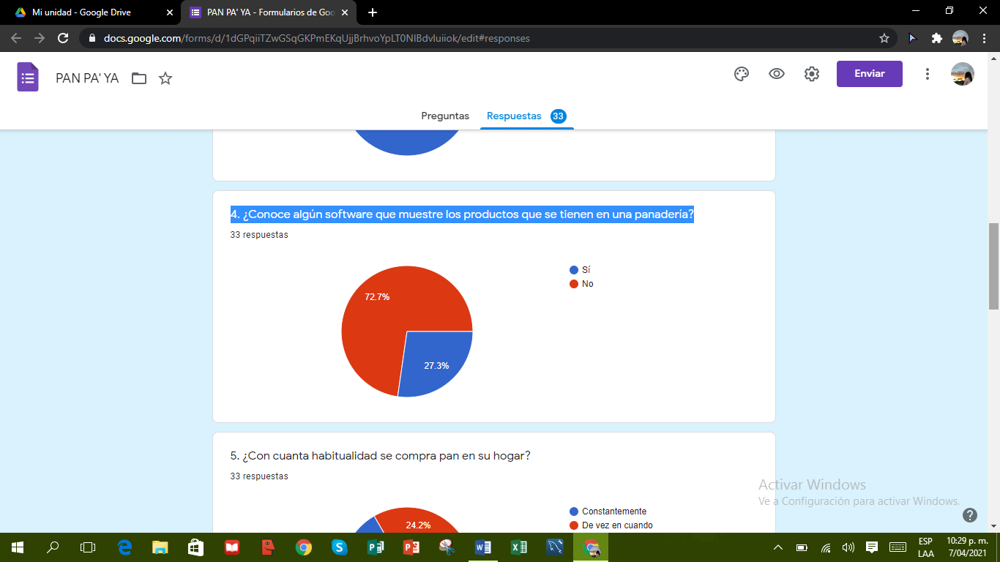 Mi unidad - Google Drive
PAN PA' YA - Formularios de Goo
docs.google.com/forms/d/1dGPqiiTZwGSqGKPmEKqUjjBrhvoYpLT0NIBdvluiiok/edit#responses
PAN PA' YA
Enviar
Preguntas
Respuestas 33
4. ¿Conoce algún software que muestre los productos que se tienen en una panadería?
33 respuestas
Sí
No
72.7%
27.3%
5. ¿Con cuanta habitualidad se compra pan en su hogar?
33 respuestas
Constantemente
De vez en cuando
24.2%
Activar Windows
Ve a Configuración para activar Windows.
ESP
LAA
10:29 p. m.
7/04/2021